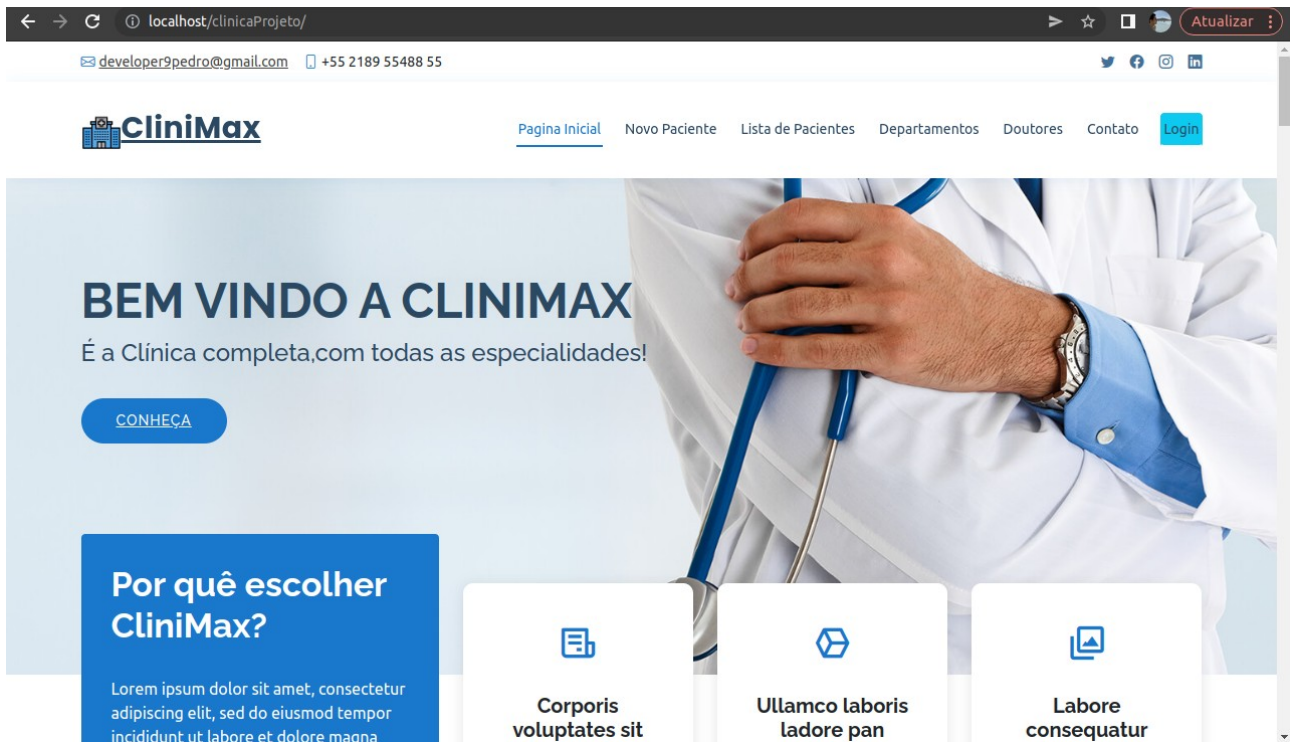 localhost/clinicaProjeto/
Atualizar
developer9pedro@gmail.com +55 2189 55488 55
CliniMax
Pagina Inicial Novo Paciente Lista de Pacientes Departamentos Doutores Contato Login
BEM VINDO A CLINIMAX
É a Clínica completa,com todas as especialidades!
CONHEÇA
Por quê escolher
CliniMax?
Lorem ipsum dolor sit amet, consectetur
adipiscing elit, sed do eiusmod tempor
incididunt ut labore et dolore magna
Corporis
voluptates sit
Ullamco laboris
ladore pan
Labore
consequatur